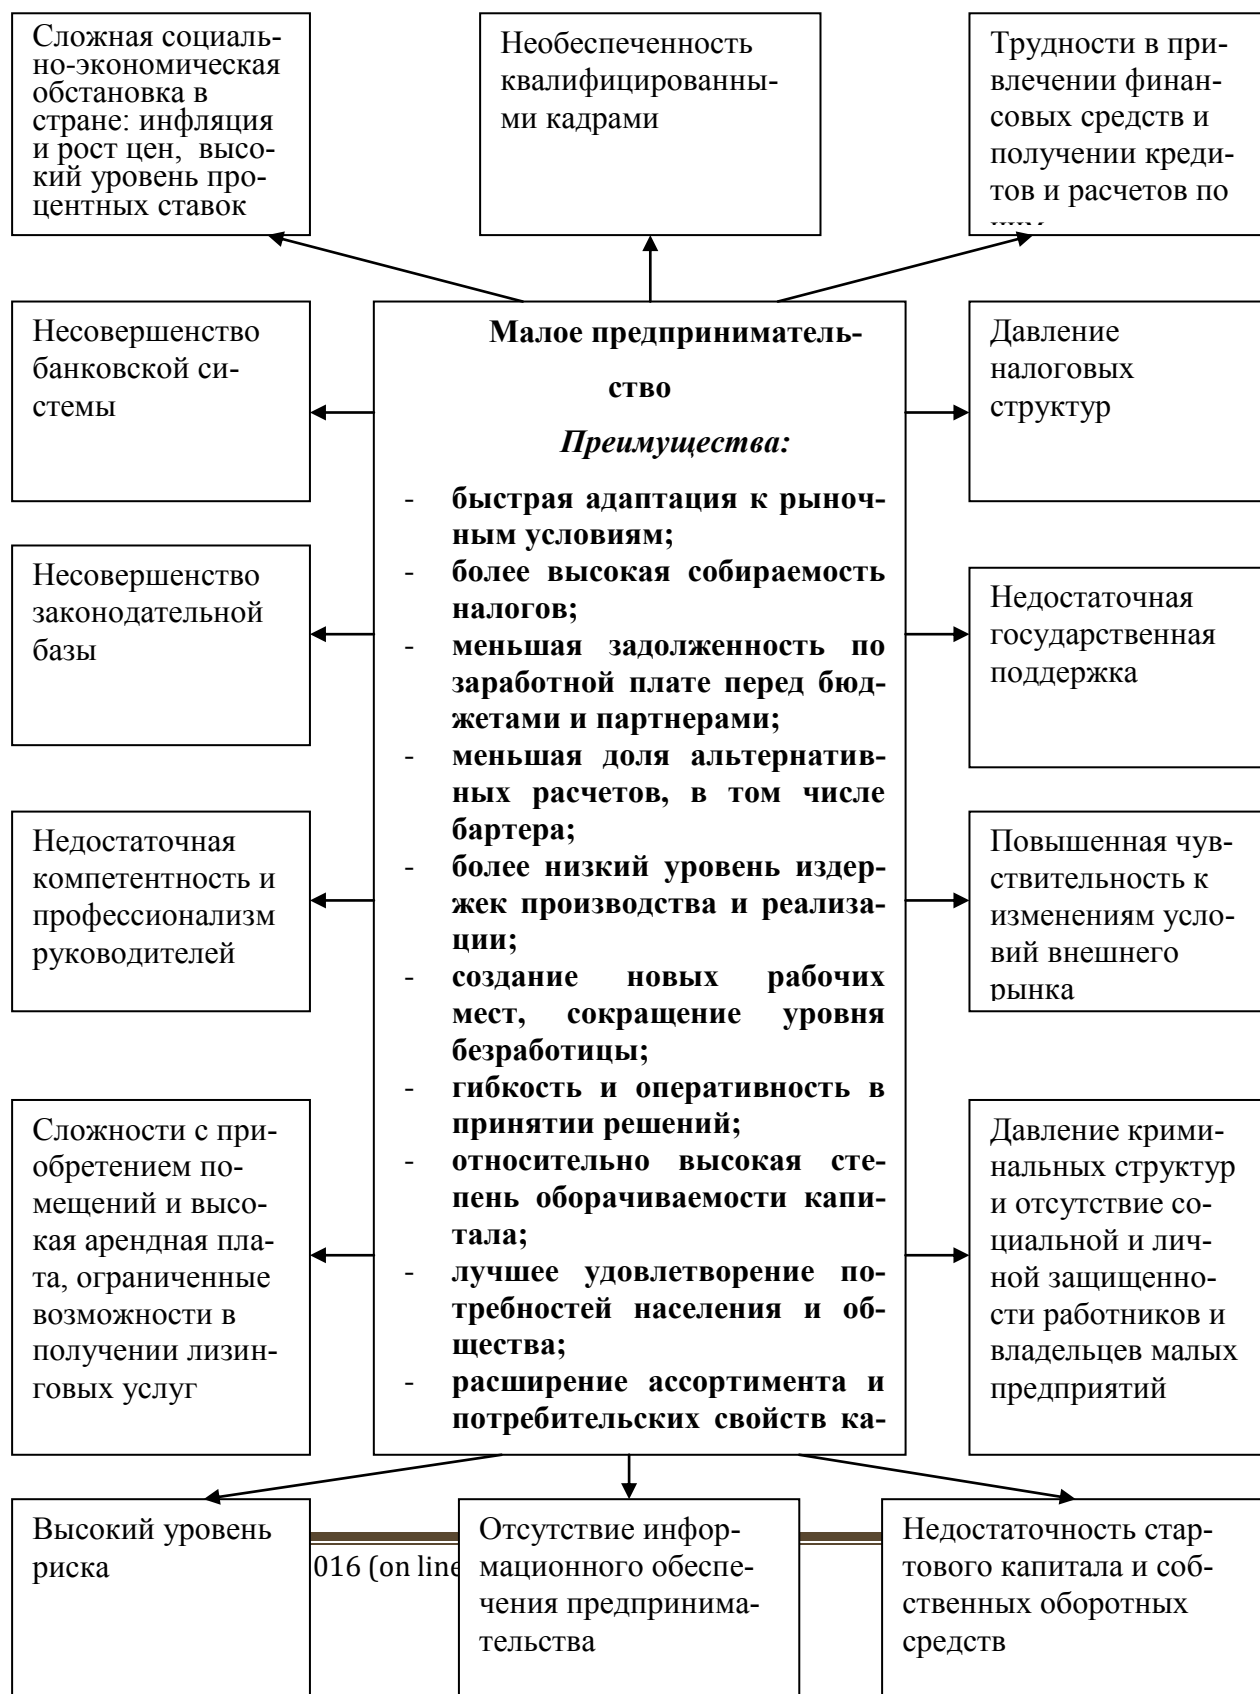 Сложная социаль-
но-экономическая
обстановка в
стране: инфляция
и рост цен, высо-
кий уровень про-
центных ставок
Необеспеченность
квалифицированны-
ми кадрами
Трудности в при-
влечении финан-
совых средств и
получении креди-
тов и расчетов по
Несовершенство
банковской си-
стемы
Малое предприниматель-
ство
Преимущества:
- быстрая адаптация к рыноч-
ным условиям;
- более высокая собираемость
налогов;
- меньшая задолженность по
заработной плате перед бюд-
жетами и партнерами;
- меньшая доля альтернатив-
ных расчетов, в том числе
бартера;
- более низкий уровень издер-
жек производства и реализа-
ции;
- создание новых рабочих
мест, сокращение уровня
безработицы;
- гибкость и оперативность в
принятии решений;
- относительно высокая сте-
пень оборачиваемости капи-
тала;
- лучшее удовлетворение по-
требностей населения и об-
щества;
- расширение ассортимента и
потребительских свойств ка-
Давление
налоговых
структур
Несовершенство
законодательной
базы
Недостаточная
государственная
поддержка
Недостаточная
компетентность и
профессионализм
руководителей
Повышенная чув-
ствительность к
изменениям усло-
вий внешнего
рынка
Сложности с при-
обретением по-
мещений и высо-
кая арендная пла-
та, ограниченные
возможности в
получении лизин-
говых услуг
Давление крими-
нальных структур
и отсутствие со-
циальной и лич-
ной защищенно-
сти работников и
владельцев малых
предприятий
Высокий уровень
риска
016 (on line
Отсутствие инфор-
мационного обеспе-
чения предпринима-
тельства
Недостаточность стар-
тового капитала и соб-
ственных оборотных
средств